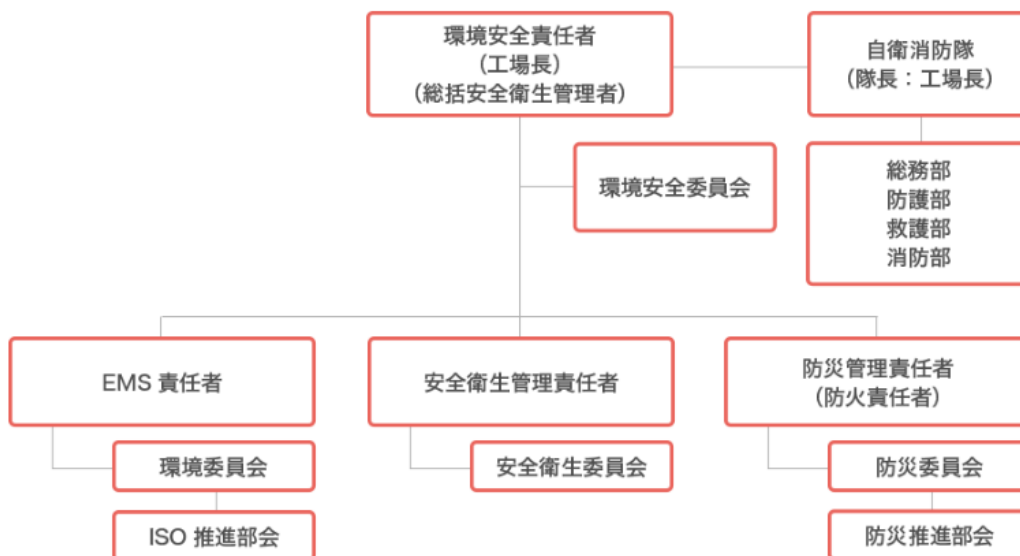 環境安全責任者
(工場長)
(総括安全衛生管理者)
自衛消防隊
(隊長：工場長)
環境安全委員会
総務部
防護部
救護部
消防部
EMS 責任者
安全衛生管理責任者
防災管理責任者
(防火責任者)
環境委員会
安全衛生委員会
防災委員会
ISO 推進部会
防災推進部会